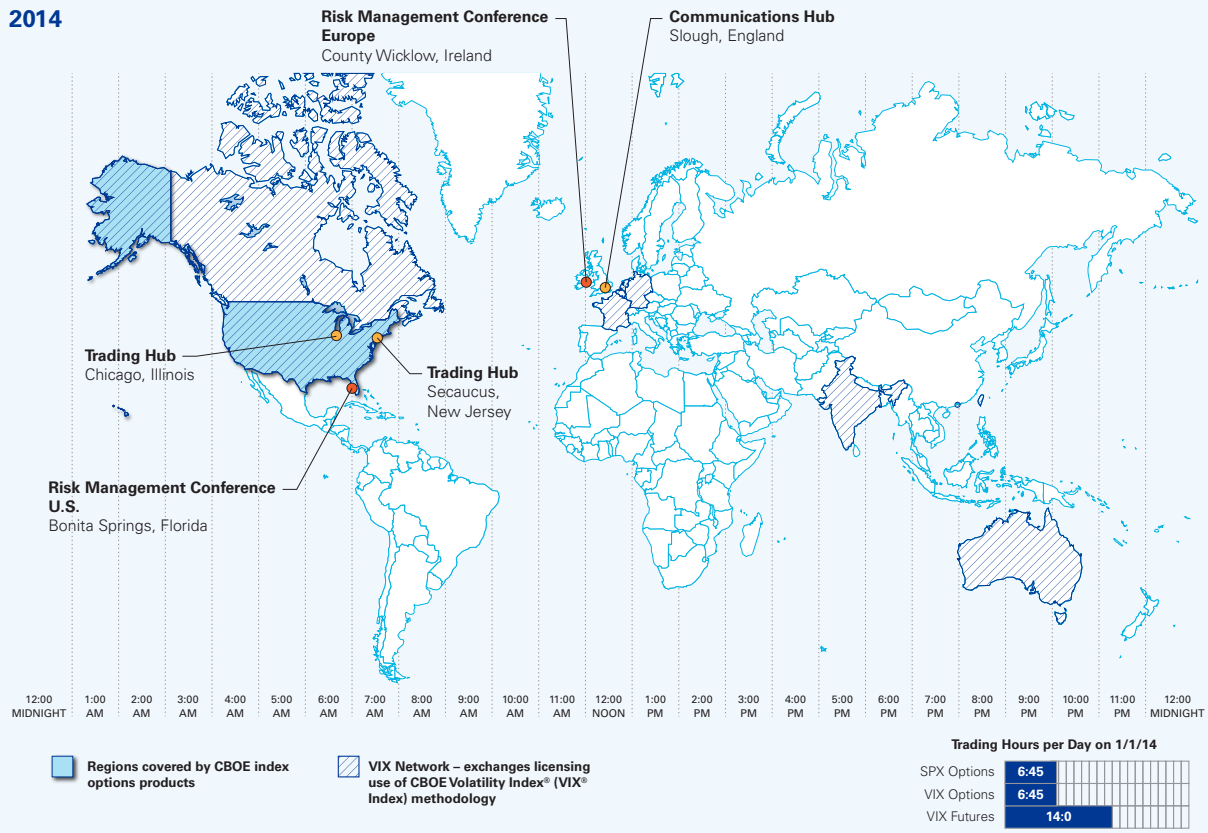 2014
Risk Management Conference
Europe
County Wicklow, Ireland
Communications Hub
Slough, England
Trading Hub
Chicago, Illinois
Trading Hub
Secaucus,
New Jersey
Risk Management Conference
U.S.
Bonita Springs, Florida
12:00
MIDNIGHT
1:00
AM
2:00
AM
3:00
AM
4:00
AM
5:00
AM
6:00
AM
7:00
AM
8:00
AM
9:00
AM
10:00
AM
11:00
AM
12:00
NOON
1:00
PM
2:00
PM
3:00
PM
4:00
PM
5:00
PM
6:00
PM
7:00
PM
8:00
PM
9:00
PM
10:00
PM
11:00
PM
12:00
MIDNIGHT
Regions covered by CBOE index
options products
VIX Network – exchanges licensing
use of CBOE Volatility Index® (VIX®
Index) methodology
Trading Hours per Day on 1/1/14
SPX Options 6:45
VIX Options 6:45
VIX Futures 14:0